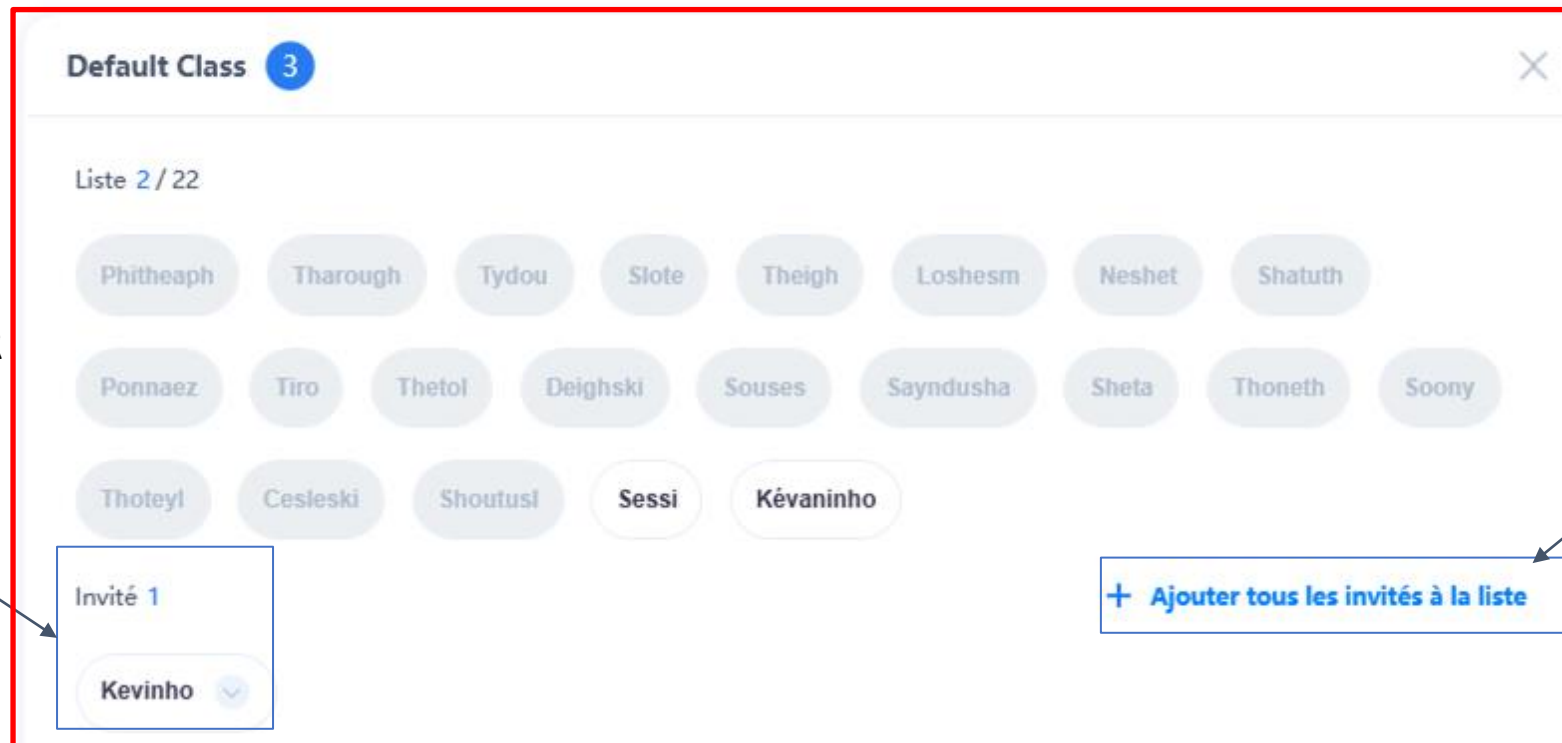 Default Class 3
Liste 2 / 22
Phitheaph Tharough Tydou Slote Theigh Loshesm Neshet Shatuth
Ponnaez Tiro Thetol Deighski Souses Sayndusha Sheta Thoneth Soony
Thoteyl Cesleski Shoutusl Sessi Kévaninho
Invité 1
+ Ajouter tous les invités à la liste
Kevinho